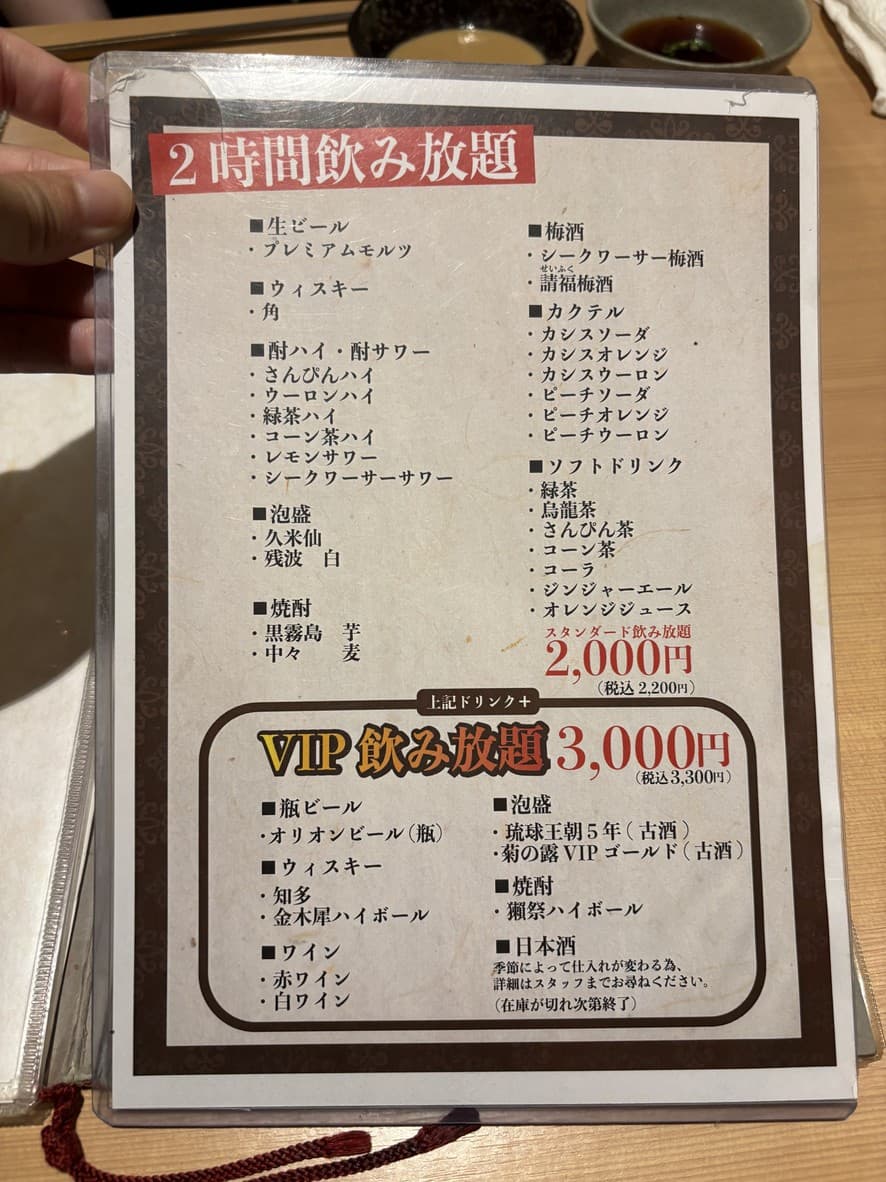 2時間飲み放題
■生ビール
・プレミアムモルツ
■ウィスキー
・角
■酎ハイ・酎サワー
・さんぴんハイ
・ウーロンハイ
・緑茶ハイ
・コーン茶ハイ
・レモンサワー
・シークワーサーサワー
■泡盛
・久米仙
・残波　白
■焼酎
・黒霧島　芋
・中々　麦
■梅酒
・シークワーサー梅酒
せいふく
・請福梅酒
■カクテル
・カシスソーダ
・カシスオレンジ
・カシスウーロン
・ピーチソーダ
・ピーチオレンジ
・ピーチウーロン
■ソフトドリンク
・緑茶
・烏龍茶
・さんぴん茶
・コーン茶
・コーラ
・ジンジャーエール
・オレンジジュース
スタンダード飲み放題
2,000円
（税込 2,200円）
上記ドリンク＋
VIP 飲み放題 3,000円
（税込 3,300円）
■瓶ビール
・オリオンビール（瓶）
■ウィスキー
・知多
・金木犀ハイボール
■ワイン
・赤ワイン
・白ワイン
■泡盛
・琉球王朝５年（古酒）
・菊の露 VIP ゴールド（古酒）
■焼酎
・獺祭ハイボール
■日本酒
季節によって仕入れが変わる為、
詳細はスタッフまでお尋ねください。
（在庫が切れ次第終了）